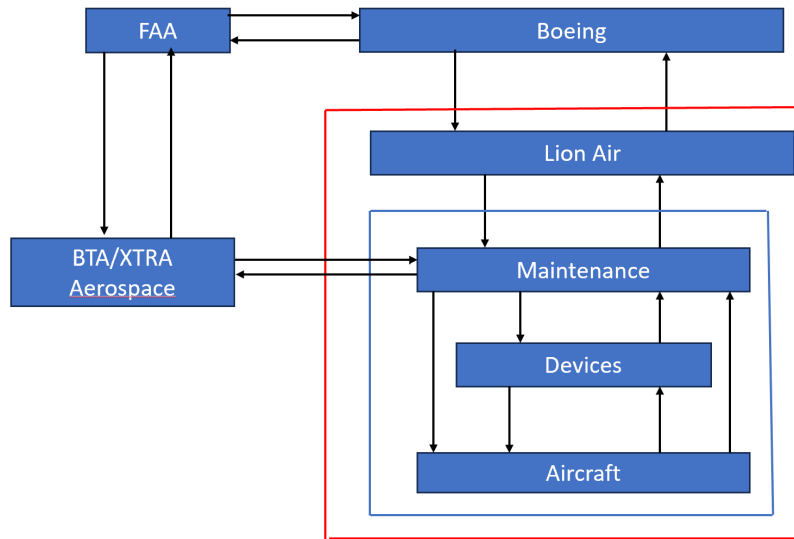 FAA
Boeing
Lion Air
BTA/XTRA
Aerospace
Maintenance
Devices
Aircraft